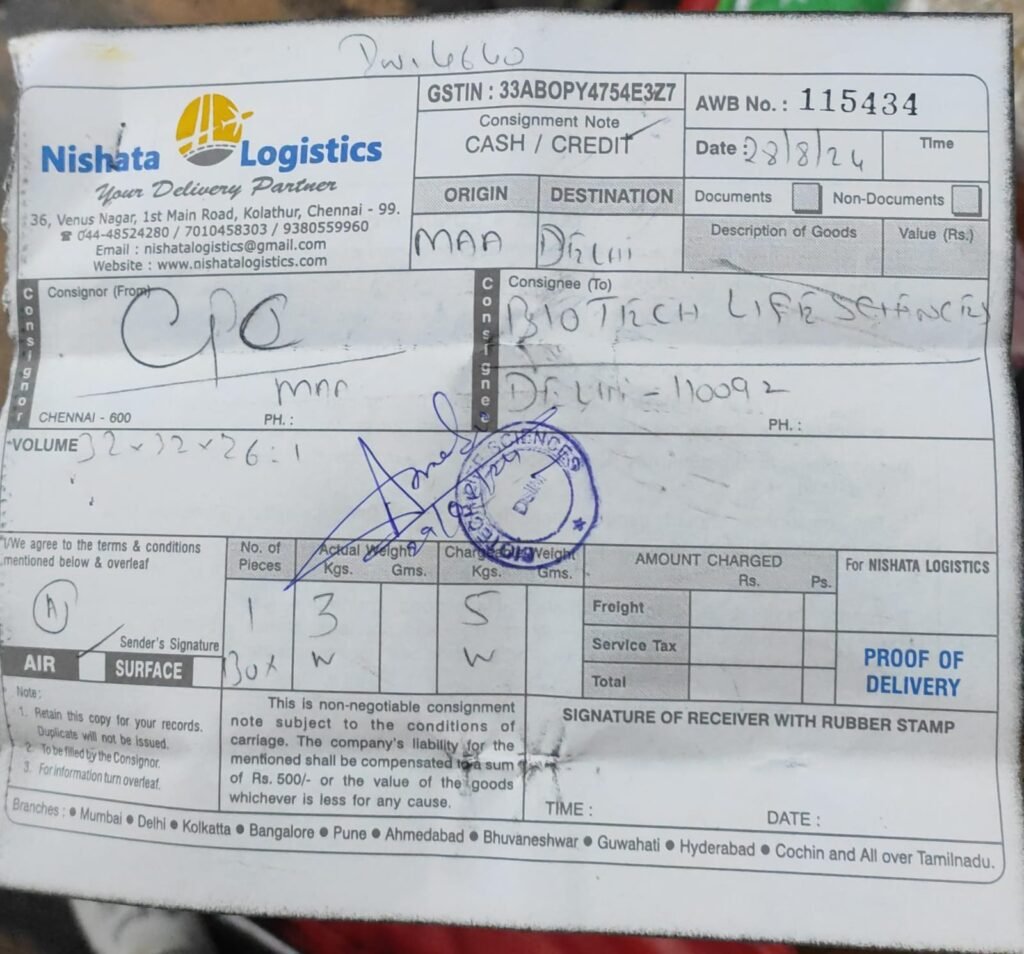 Nishata Logistics
Your Delivery Partner
36, Venus Nagar, 1st Main Road, Kolathur, Chennai - 99.
☎ 044-48524280 / 7010458303 / 9380559960
Email : nishatalogistics@gmail.com
Website : www.nishatalogistics.com
GSTIN : 33ABOPY4754E3Z7
Consignment Note
CASH / CREDIT
AWB No. : 115434
Date : 28/8/24
Time
ORIGIN DESTINATION
MAA DELHI
Documents Non-Documents
Description of Goods Value (Rs.)
Consignor
Consignor (From)
CPC
MAA
CHENNAI - 600 PH. :
Consignee
Consignee (To)
BIOTECH LIFE SCIENCES
DELHI - 110092
PH. :
VOLUME 32 x 32 x 26 : 1
BIOTECH LIFE SCIENCES
Delhi
I/We agree to the terms & conditions
mentioned below & overleaf
Sender's Signature
AIR SURFACE
No. of Pieces
1
Box
Actual Weight
Kgs. Gms.
3
Chargeable Weight
Kgs. Gms.
5
AMOUNT CHARGED
Rs. Ps.
Freight
Service Tax
Total
For NISHATA LOGISTICS
PROOF OF
DELIVERY
Note :
1. Retain this copy for your records.
Duplicate will not be issued.
2. To be filled by the Consignor.
3. For information turn overleaf.
This is non-negotiable consignment
note subject to the conditions of
carriage. The company's liability for the
mentioned shall be compensated to a sum
of Rs. 500/- or the value of the goods
whichever is less for any cause.
SIGNATURE OF RECEIVER WITH RUBBER STAMP
TIME : DATE :
Branches : ● Mumbai ● Delhi ● Kolkatta ● Bangalore ● Pune ● Ahmedabad ● Bhuvaneshwar ● Guwahati ● Hyderabad ● Cochin and All over Tamilnadu.